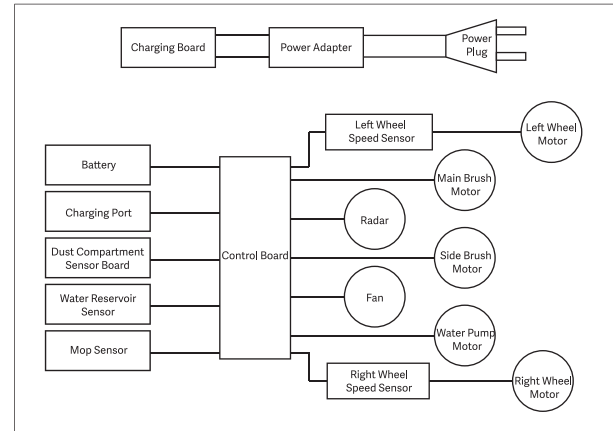 Charging Board
Power Adapter
Power
Plug
Left Wheel
Speed Sensor
Left Wheel
Motor
Battery
Main Brush
Motor
Charging Port
Radar
Dust Compartment
Sensor Board
Control Board
Side Brush
Motor
Water Reservoir
Sensor
Fan
Mop Sensor
Water Pump
Motor
Right Wheel
Speed Sensor
Right Wheel
Motor